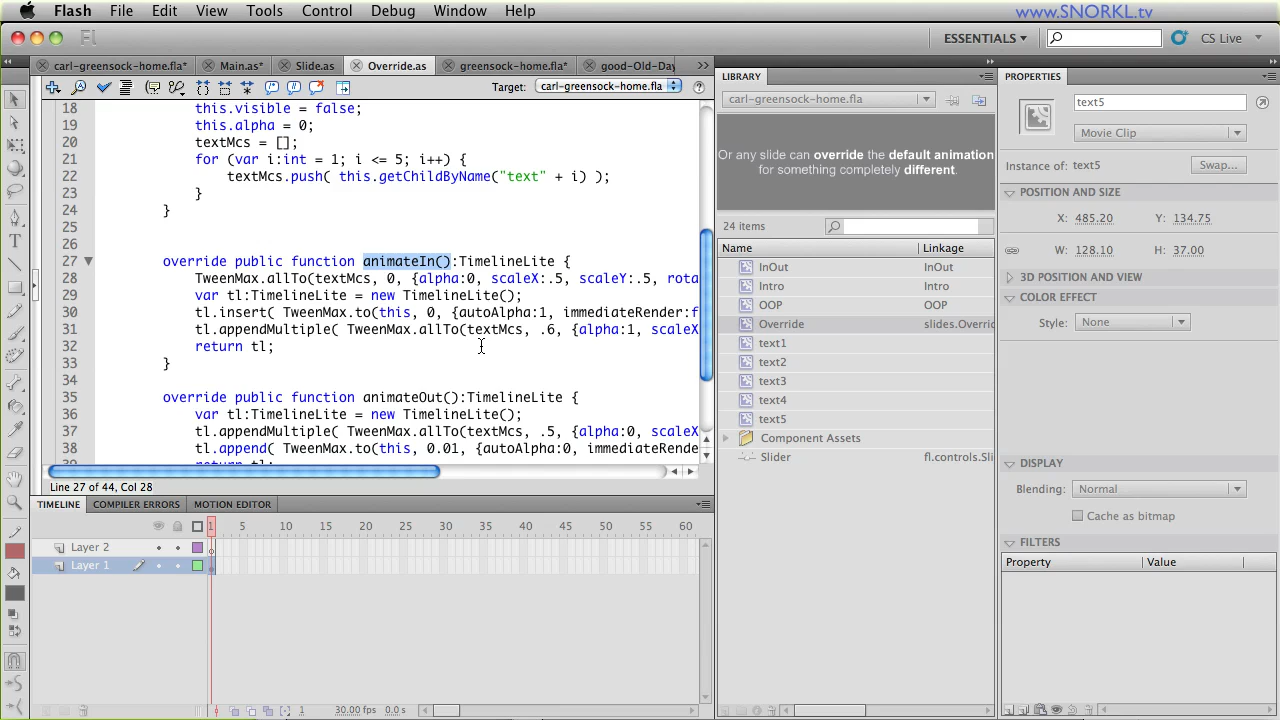 Flash File Edit View Tools Control Debug Window Help
www.SNORKL.tv
Fl
ESSENTIALS
CS Live
carl-greensock-home.fla* Main.as* Slide.as Override.as greensock-home.fla* good-Old-Da
Target: carl-greensock-home.fla
18 this.visible = false;
19 this.alpha = 0;
20 textMcs = [];
21 for (var i:int = 1; i <= 5; i++) {
22 textMcs.push( this.getChildByName("text" + i) );
23 }
24 }
25
26
27 override public function animateIn():TimelineLite {
28 TweenMax.allTo(textMcs, 0, {alpha:0, scaleX:.5, scaleY:.5, rota
29 var tl:TimelineLite = new TimelineLite();
30 tl.insert( TweenMax.to(this, 0, {autoAlpha:1, immediateRender:f
31 tl.appendMultiple( TweenMax.allTo(textMcs, .6, {alpha:1, scaleX
32 return tl;
33 }
34
35 override public function animateOut():TimelineLite {
36 var tl:TimelineLite = new TimelineLite();
37 tl.appendMultiple( TweenMax.allTo(textMcs, .5, {alpha:0, scaleX
38 tl.append( TweenMax.to(this, 0.01, {autoAlpha:0, immediateRende
39 return tl;
Line 27 of 44, Col 28
TIMELINE COMPILER ERRORS MOTION EDITOR
1 5 10 15 20 25 30 35 40 45 50 55 60
Layer 2
Layer 1
1 30.00 fps 0.0 s
LIBRARY
carl-greensock-home.fla
Or any slide can override the default animation
for something completely different.
24 items
Name Linkage
InOut InOut
Intro Intro
OOP OOP
Override slides.Overric
text1
text2
text3
text4
text5
Component Assets
Slider fl.controls.Sli
PROPERTIES
text5
Movie Clip
Instance of: text5 Swap...
POSITION AND SIZE
X: 485.20 Y: 134.75
W: 128.10 H: 37.00
3D POSITION AND VIEW
COLOR EFFECT
Style: None
DISPLAY
Blending: Normal
Cache as bitmap
FILTERS
Property Value